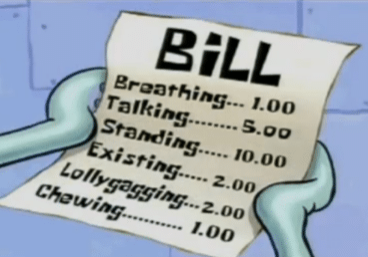 BiLL
Breathing... 1.00
Talking........ 5.00
Standing..... 10.00
Existing..... 2.00
Lollygagging...2.00
Chewing........... 1.00